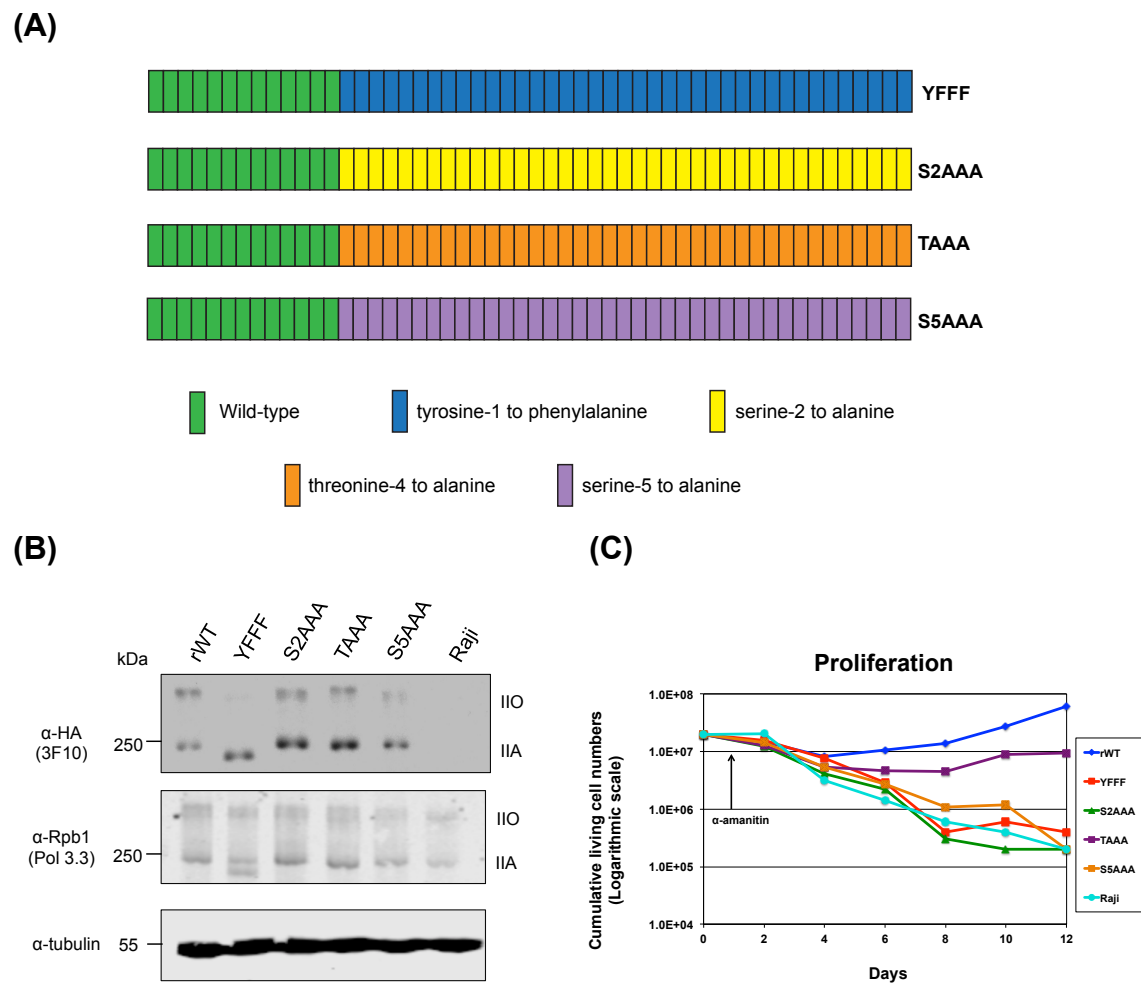 (A)
YFFF
S2AAA
TAAA
S5AAA
Wild-type
tyrosine-1 to phenylalanine
serine-2 to alanine
threonine-4 to alanine
serine-5 to alanine
(B)
rWT
YFFF
S2AAA
TAAA
S5AAA
Raji
kDa
α-HA
(3F10)
250
IIO
IIA
α-Rpb1
(Pol 3.3)
250
IIO
IIA
α-tubulin
55
(C)
Proliferation
Cumulative living cell numbers
(Logarithmic scale)
1.0E+08
1.0E+07
1.0E+06
1.0E+05
1.0E+04
α-amanitin
0 2 4 6 8 10 12
Days
rWT
YFFF
S2AAA
TAAA
S5AAA
Raji